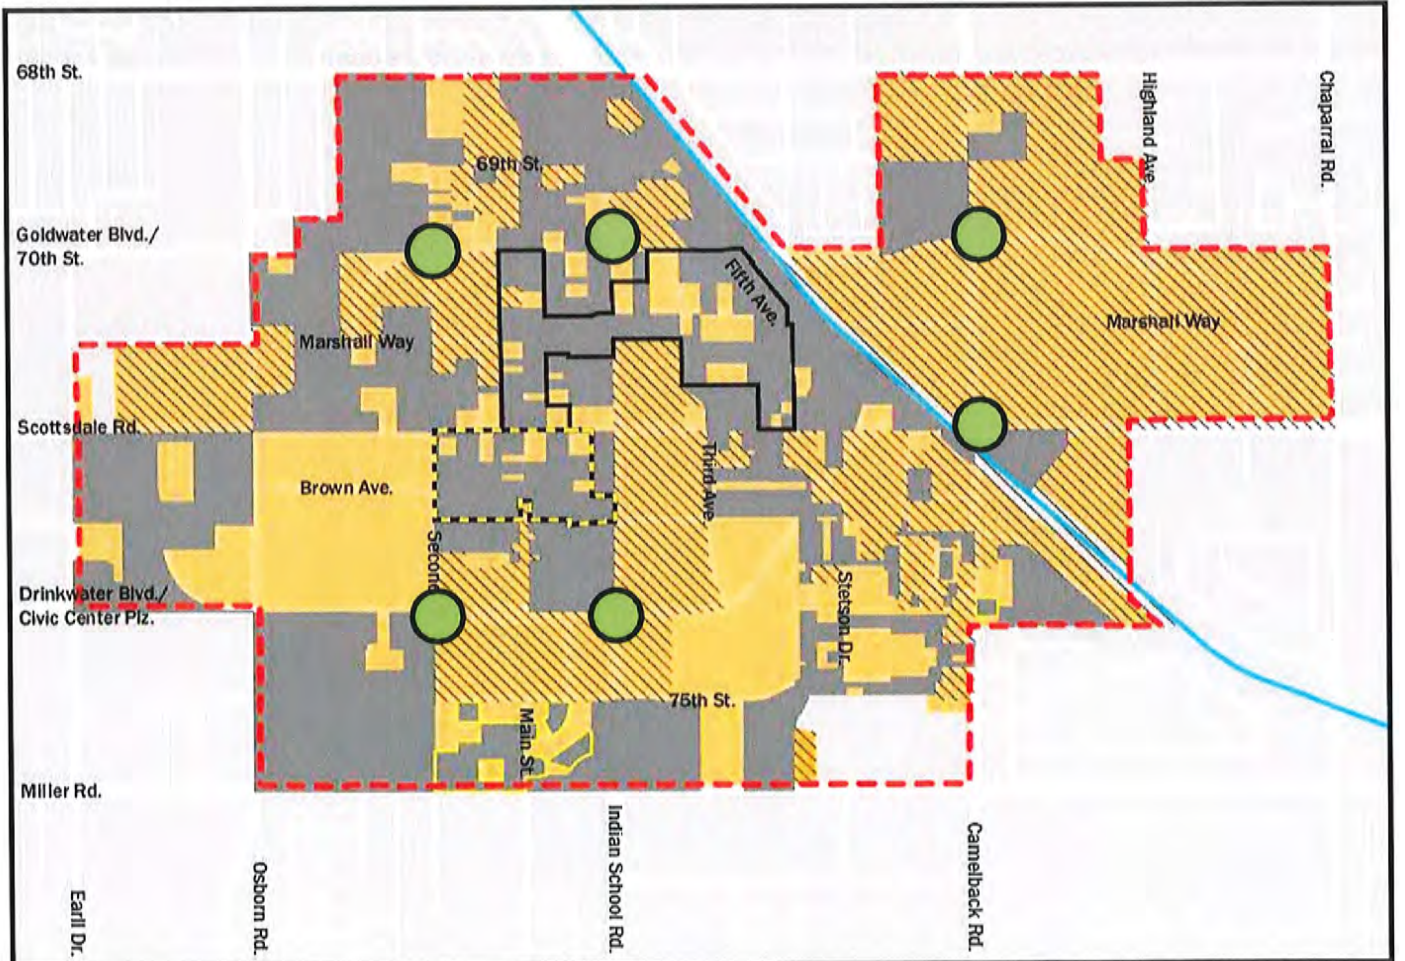 68th St.
Highland Ave.
Chaparral Rd.
69th St.
Goldwater Blvd./
70th St.
Fifth Ave.
Marshall Way
Marshall Way
Scottsdale Rd.
Third Ave.
Brown Ave.
Second
Stetson Dr.
Drinkwater Blvd./
Civic Center Plz.
75th St.
Main St.
Miller Rd.
Indian School Rd.
Camelback Rd.
Osborn Rd.
Earll Dr.